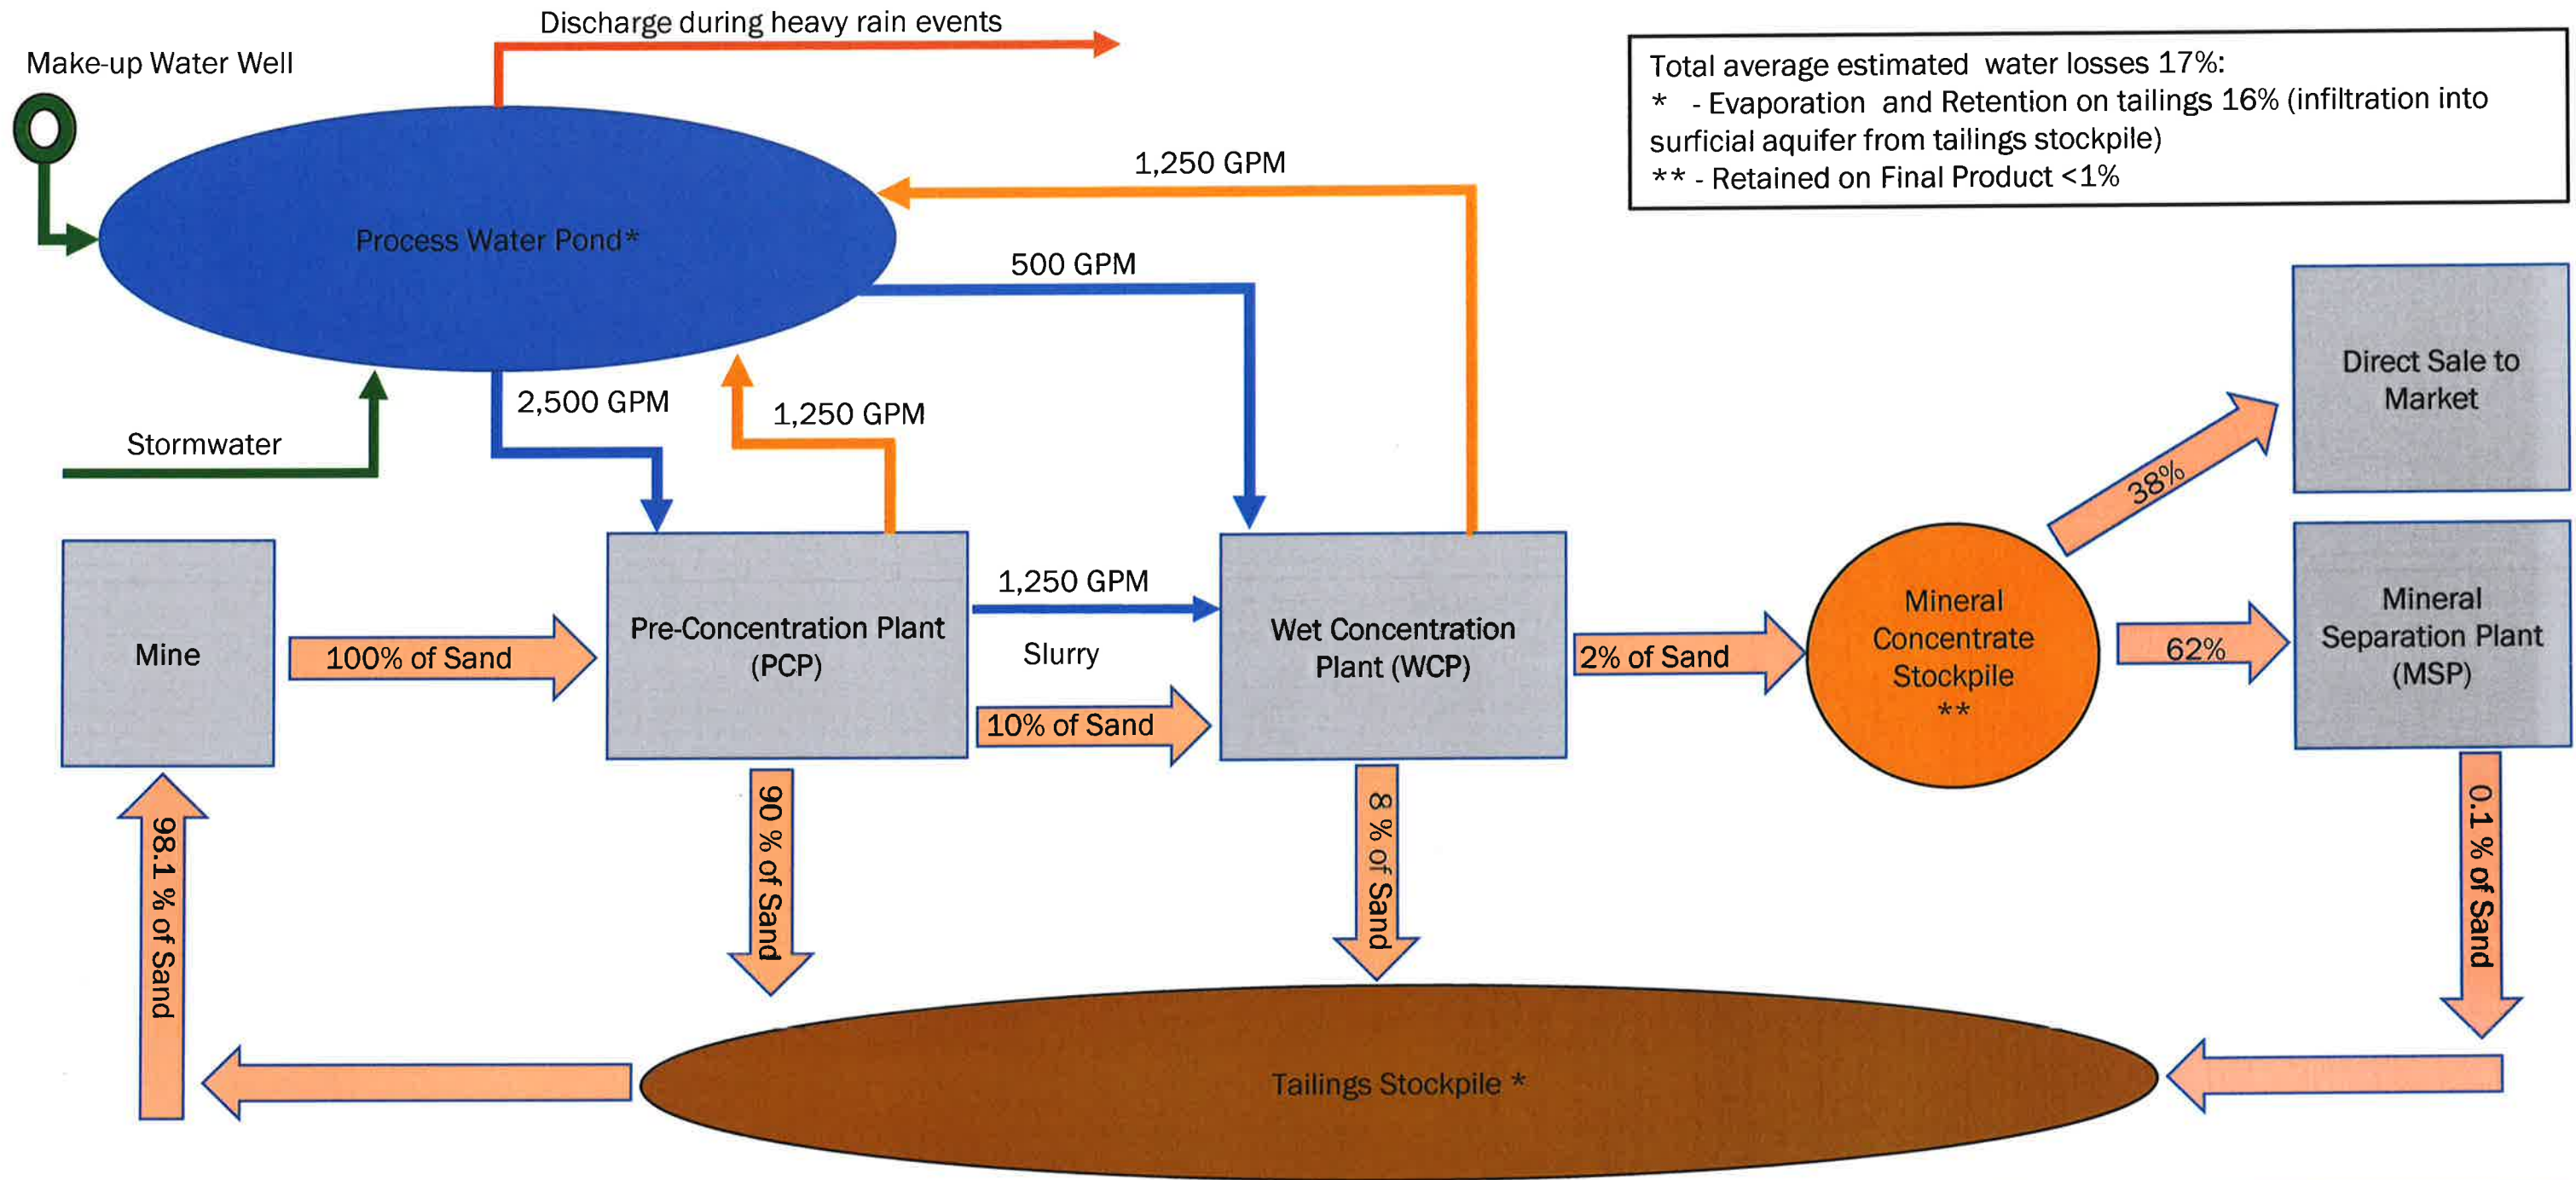 Discharge during heavy rain events
Make-up Water Well
Total average estimated water losses 17%:
* - Evaporation and Retention on tailings 16% (infiltration into
surficial aquifer from tailings stockpile)
** - Retained on Final Product <1%
1,250 GPM
Process Water Pond*
500 GPM
2,500 GPM
1,250 GPM
Stormwater
Direct Sale to
Market
38%
Mine
100% of Sand
Pre-Concentration Plant
(PCP)
1,250 GPM
Slurry
10% of Sand
Wet Concentration
Plant (WCP)
2% of Sand
Mineral
Concentrate
Stockpile
**
62%
Mineral
Separation Plant
(MSP)
98.1 % of Sand
90 % of Sand
8 % of Sand
0.1 % of Sand
Tailings Stockpile *